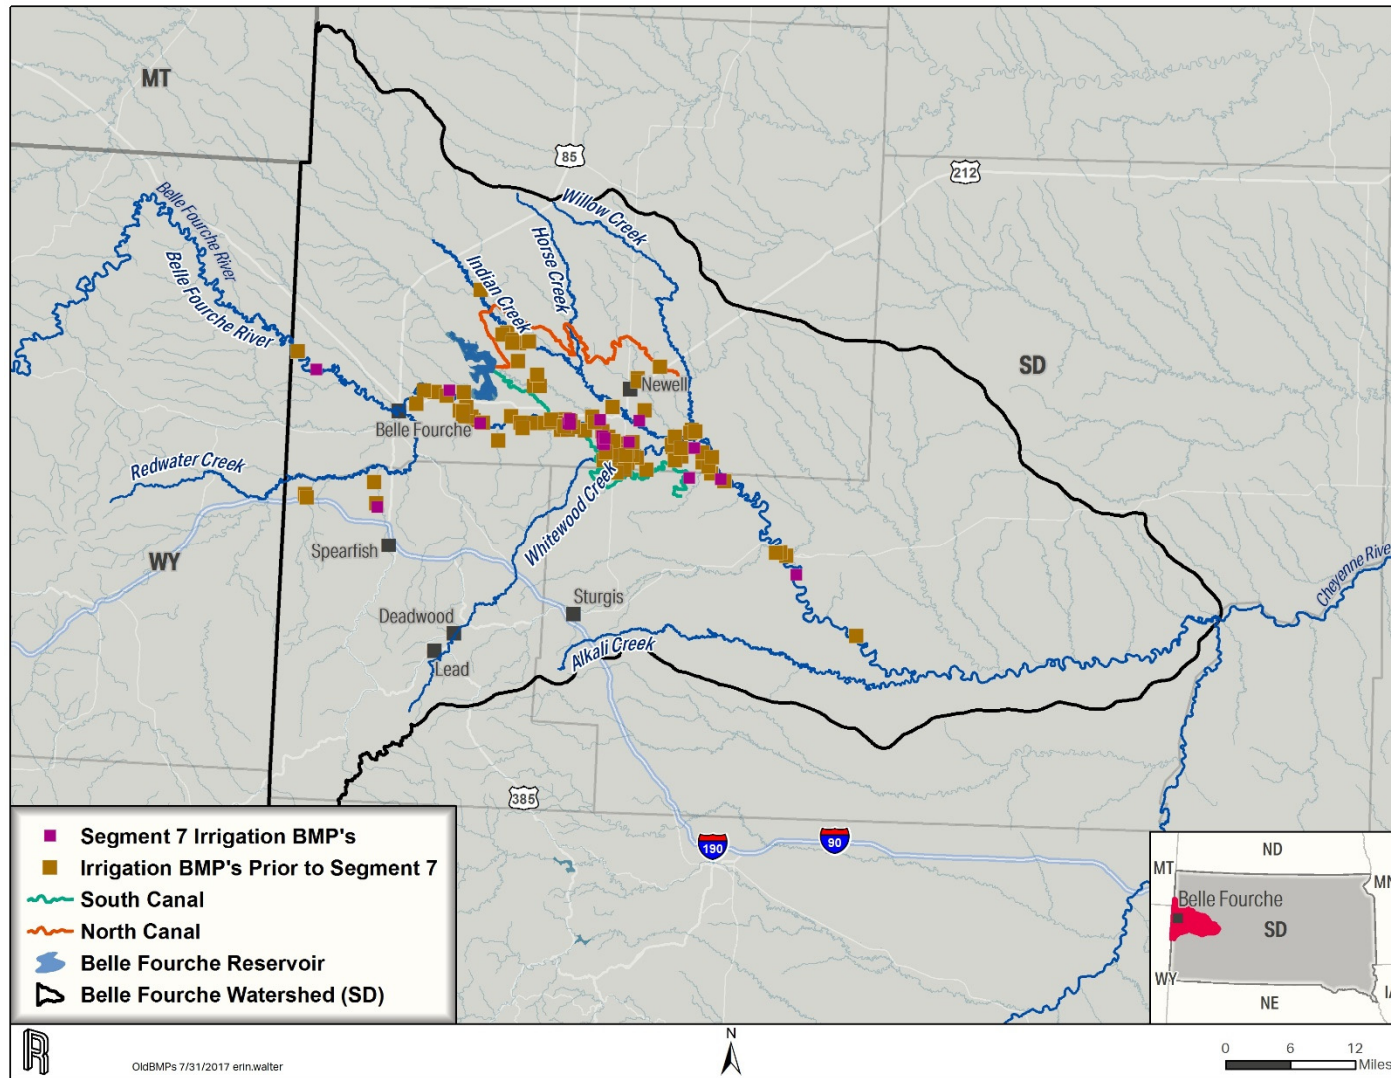 MT
85
212
Belle Fourche River
Belle Fourche River
Willow Creek
Horse Creek
Indian Creek
SD
Newell
Belle Fourche
Redwater Creek
Whitewood Creek
WY
Spearfish
Cheyenne River
Sturgis
Deadwood
Alkali Creek
Lead
385
190
90
Segment 7 Irrigation BMP's
Irrigation BMP's Prior to Segment 7
South Canal
North Canal
Belle Fourche Reservoir
Belle Fourche Watershed (SD)
ND
MT
MN
Belle Fourche
SD
WY
NE
IA
R
OldBMPs 7/31/2017 erin.walter
N
0 6 12
Miles